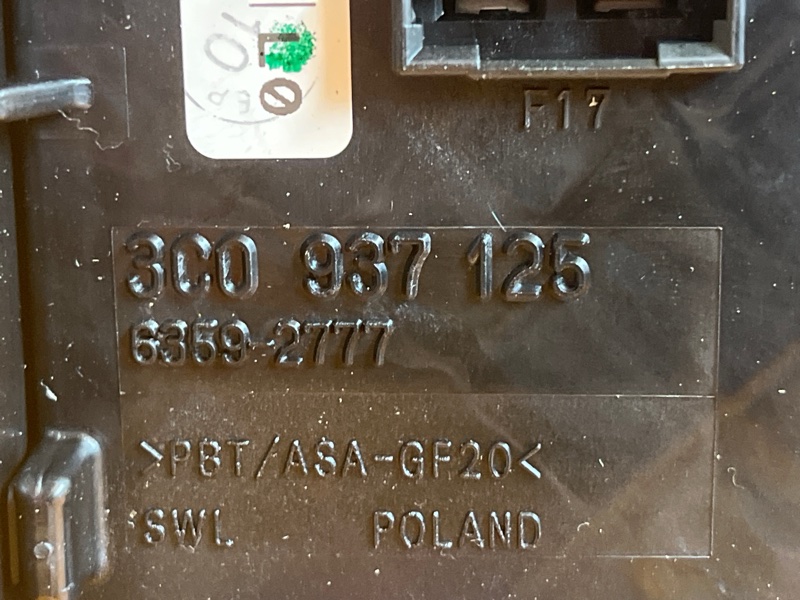 F17
3C0 937 125
6359-2777
>PBT/ASA-GF20<
SWL POLAND